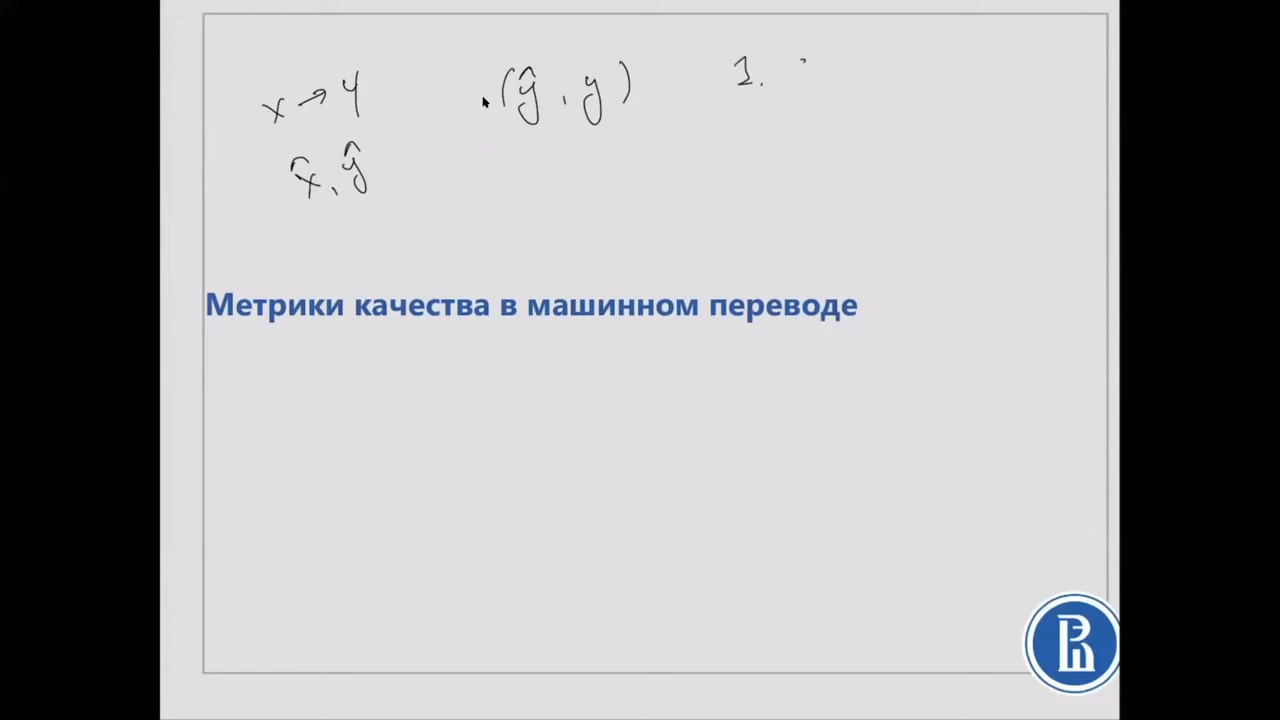 x → y (ŷ, y) 1.
x̂, ŷ
Метрики качества в машинном переводе